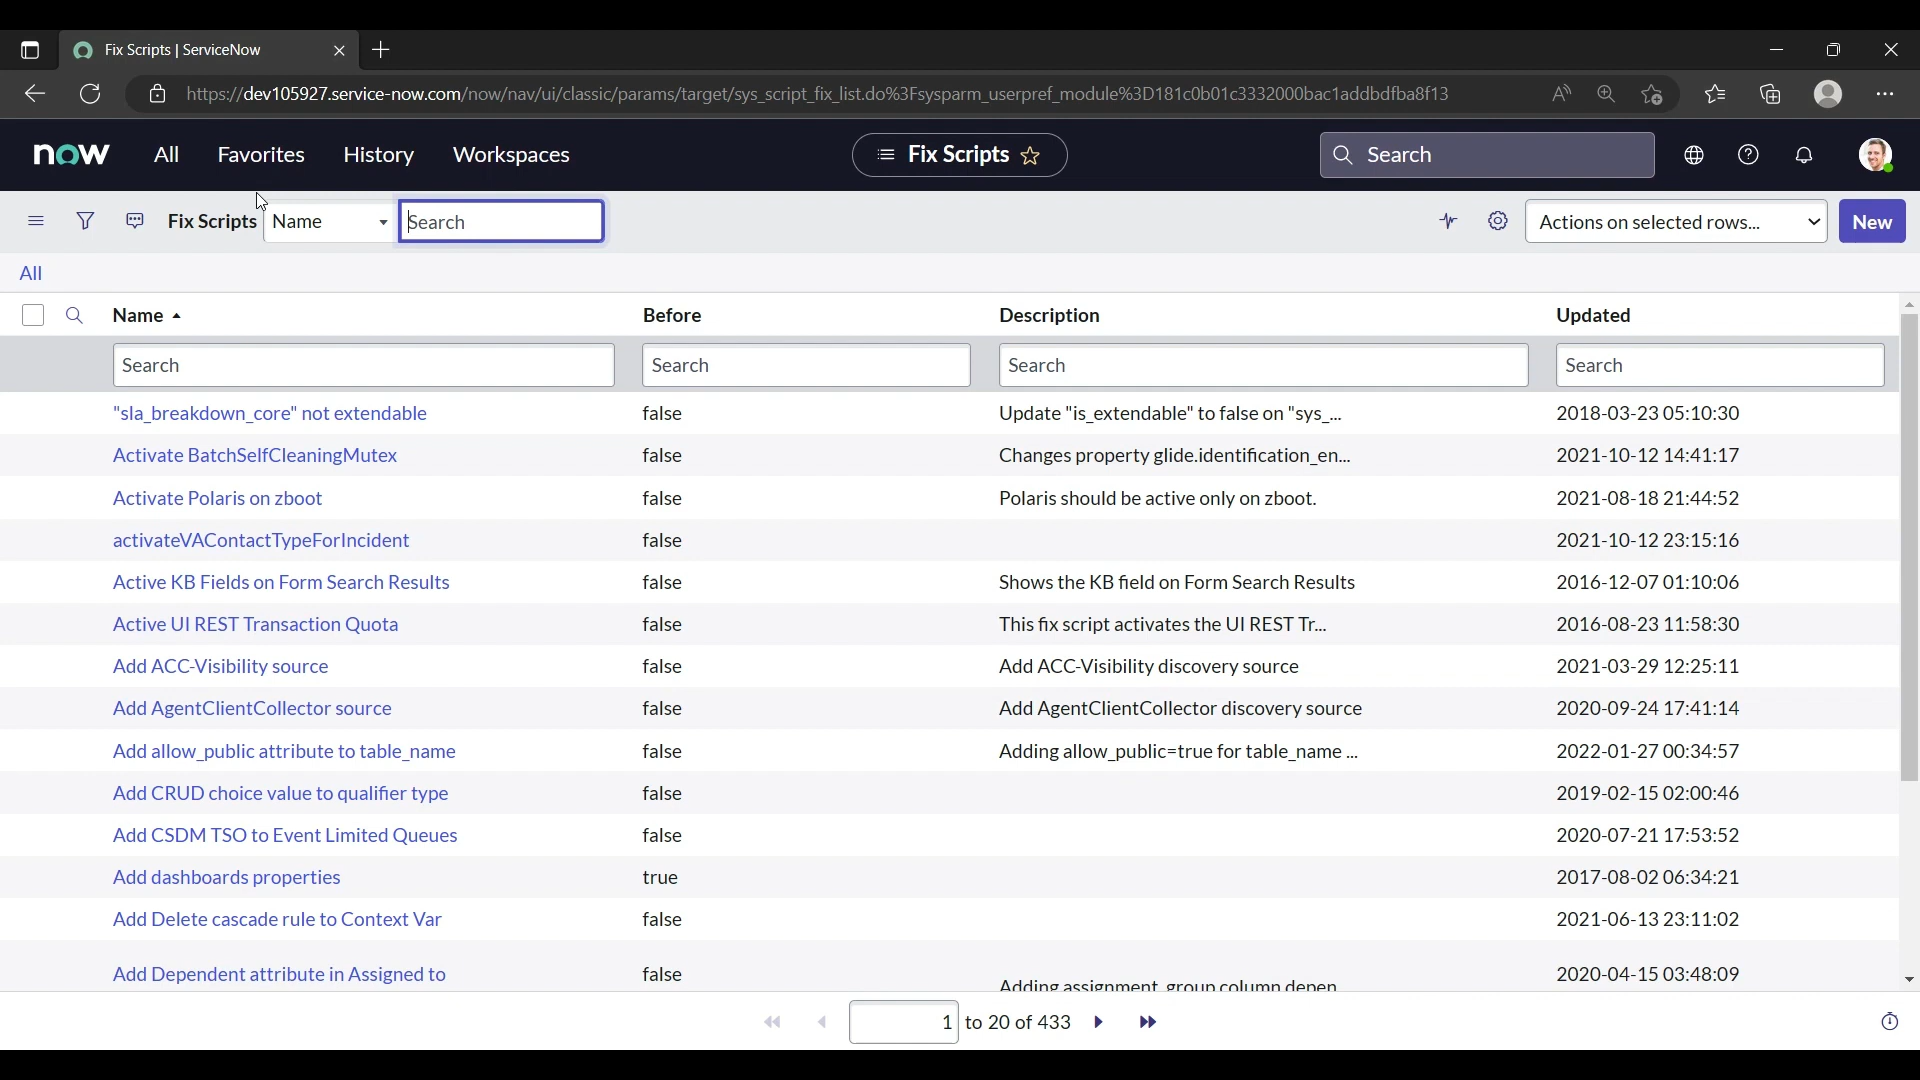 Fix Scripts | ServiceNow
https://dev105927.service-now.com/now/nav/ui/classic/params/target/sys_script_fix_list.do%3Fsysparm_userpref_module%3D181c0b01c3332000bac1addbdfba8f13
now All Favorites History Workspaces Fix Scripts Search
Fix Scripts Name Search Actions on selected rows... New
All
Name Before Description Updated
Search Search Search Search
"sla_breakdown_core" not extendable false Update "is_extendable" to false on "sys_... 2018-03-23 05:10:30
Activate BatchSelfCleaningMutex false Changes property glide.identification_en... 2021-10-12 14:41:17
Activate Polaris on zboot false Polaris should be active only on zboot. 2021-08-18 21:44:52
activateVAContactTypeForIncident false 2021-10-12 23:15:16
Active KB Fields on Form Search Results false Shows the KB field on Form Search Results 2016-12-07 01:10:06
Active UI REST Transaction Quota false This fix script activates the UI REST Tr... 2016-08-23 11:58:30
Add ACC-Visibility source false Add ACC-Visibility discovery source 2021-03-29 12:25:11
Add AgentClientCollector source false Add AgentClientCollector discovery source 2020-09-24 17:41:14
Add allow_public attribute to table_name false Adding allow_public=true for table_name ... 2022-01-27 00:34:57
Add CRUD choice value to qualifier type false 2019-02-15 02:00:46
Add CSDM TSO to Event Limited Queues false 2020-07-21 17:53:52
Add dashboards properties true 2017-08-02 06:34:21
Add Delete cascade rule to Context Var false 2021-06-13 23:11:02
Add Dependent attribute in Assigned to false Adding assignment_group column depen 2020-04-15 03:48:09
1 to 20 of 433